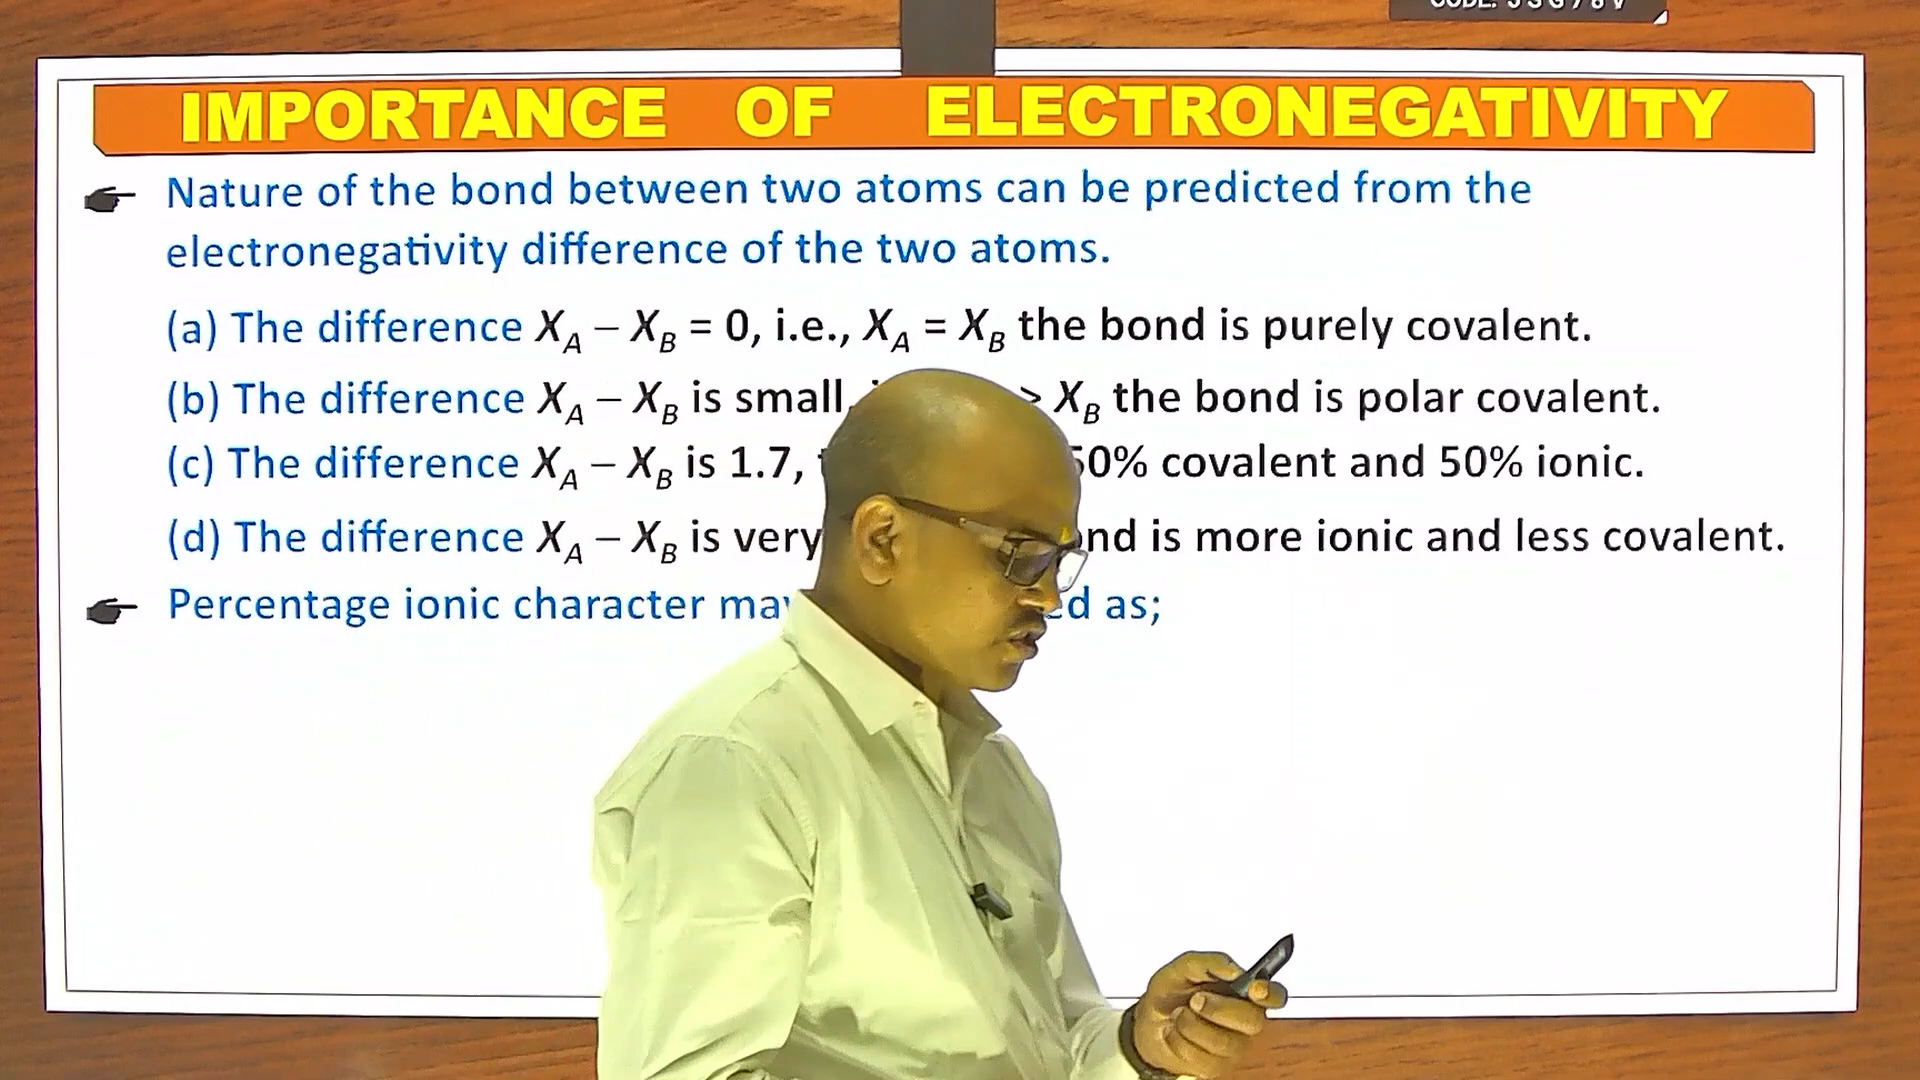 CODE:
IMPORTANCE OF ELECTRONEGATIVITY
Nature of the bond between two atoms can be predicted from the
electronegativity difference of the two atoms.
(a) The difference X_A – X_B = 0, i.e., X_A = X_B the bond is purely covalent.
(b) The difference X_A – X_B is small, > X_B the bond is polar covalent.
(c) The difference X_A – X_B is 1.7, 50% covalent and 50% ionic.
(d) The difference X_A – X_B is very is more ionic and less covalent.
Percentage ionic character as;